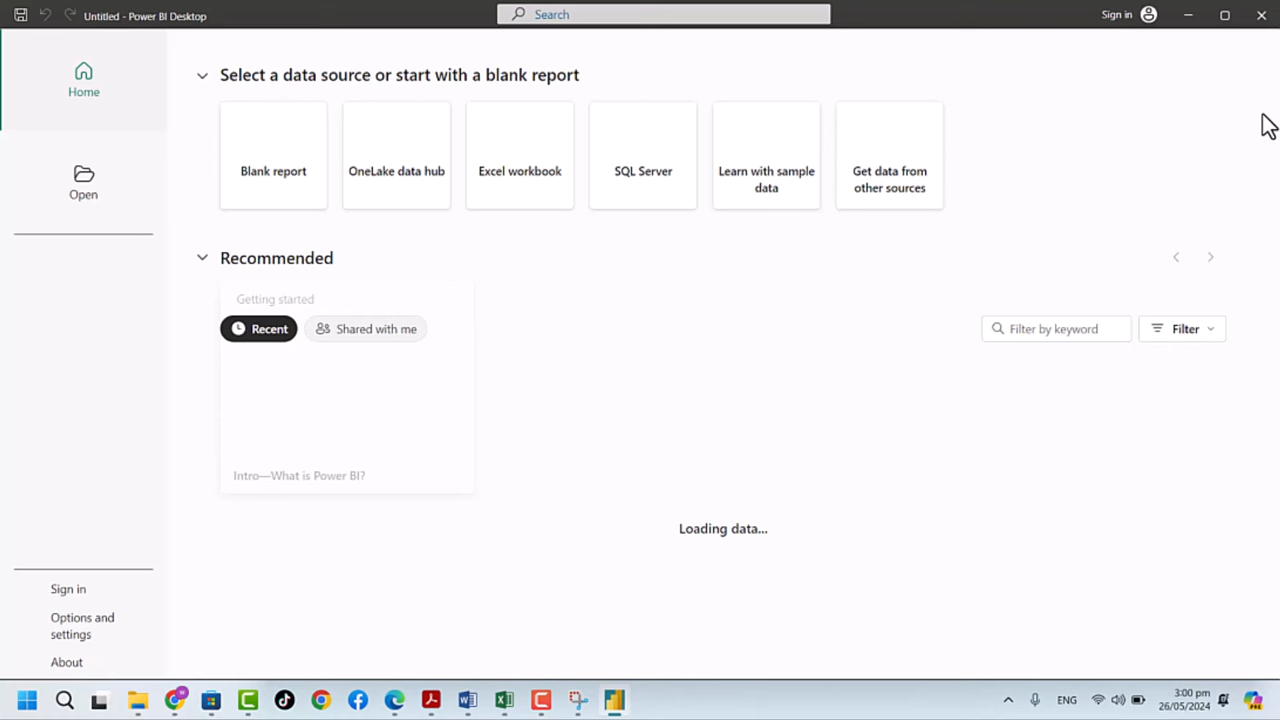 Untitled - Power BI Desktop
Search
Sign in
Home
Open
Select a data source or start with a blank report
Blank report
OneLake data hub
Excel workbook
SQL Server
Learn with sample
data
Get data from
other sources
Recommended
Getting started
Recent
Shared with me
Filter by keyword
Filter
Intro—What is Power BI?
Loading data...
Sign in
Options and
settings
About
ENG
3:00 pm
26/05/2024